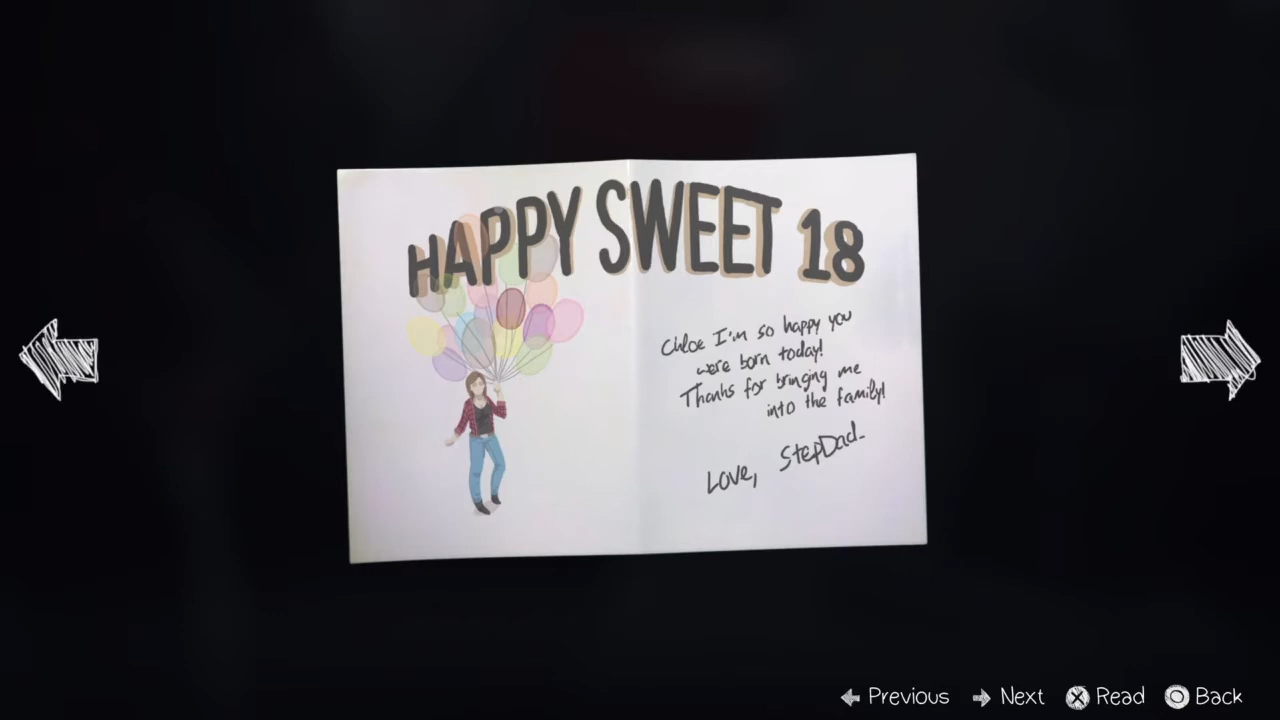 HAPPY SWEET 18
Chloe I'm so happy you
were born today!
Thanks for bringing me
into the family!
Love, StepDad
Previous Next Read Back